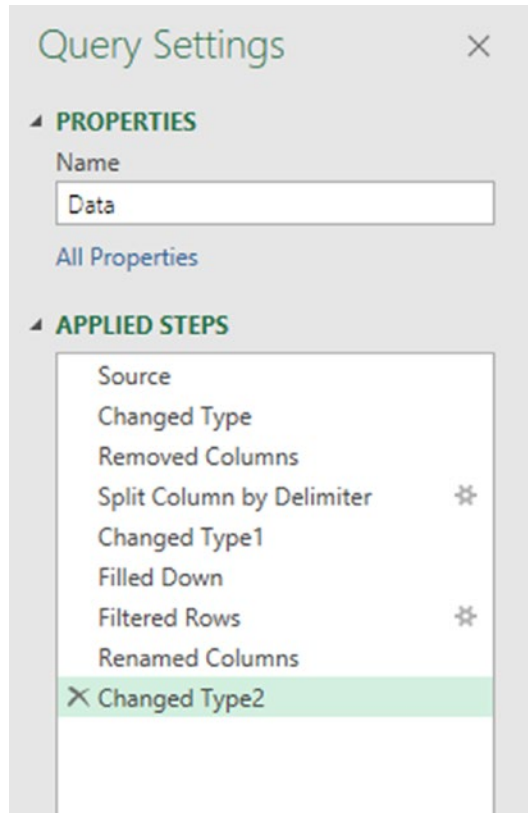 Query Settings
PROPERTIES
Name
Data
All Properties
APPLIED STEPS
Source
Changed Type
Removed Columns
Split Column by Delimiter
Changed Type1
Filled Down
Filtered Rows
Renamed Columns
Changed Type2